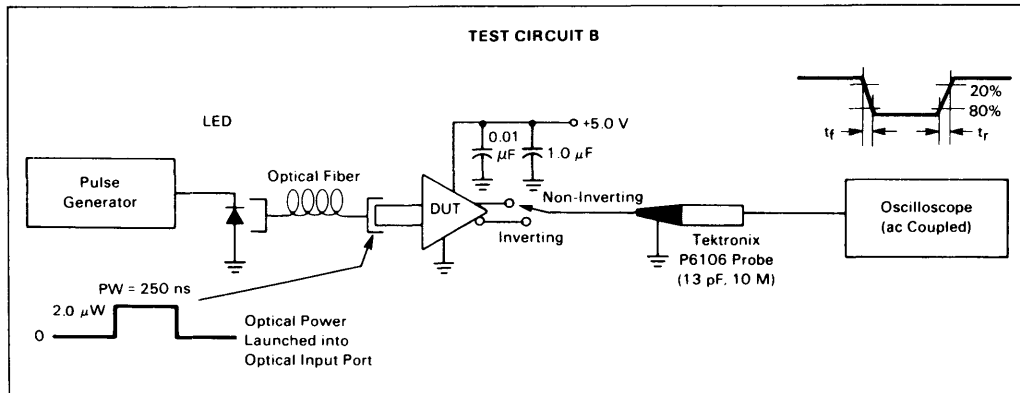 TEST CIRCUIT B
20%
80%
tf
tr
LED
+5.0 V
0.01
μF
1.0 μF
Pulse
Generator
Optical Fiber
DUT
Non-Inverting
Inverting
Tektronix
P6106 Probe
(13 pF, 10 M)
Oscilloscope
(ac Coupled)
PW = 250 ns
2.0 μW
0
Optical Power
Launched into
Optical Input Port